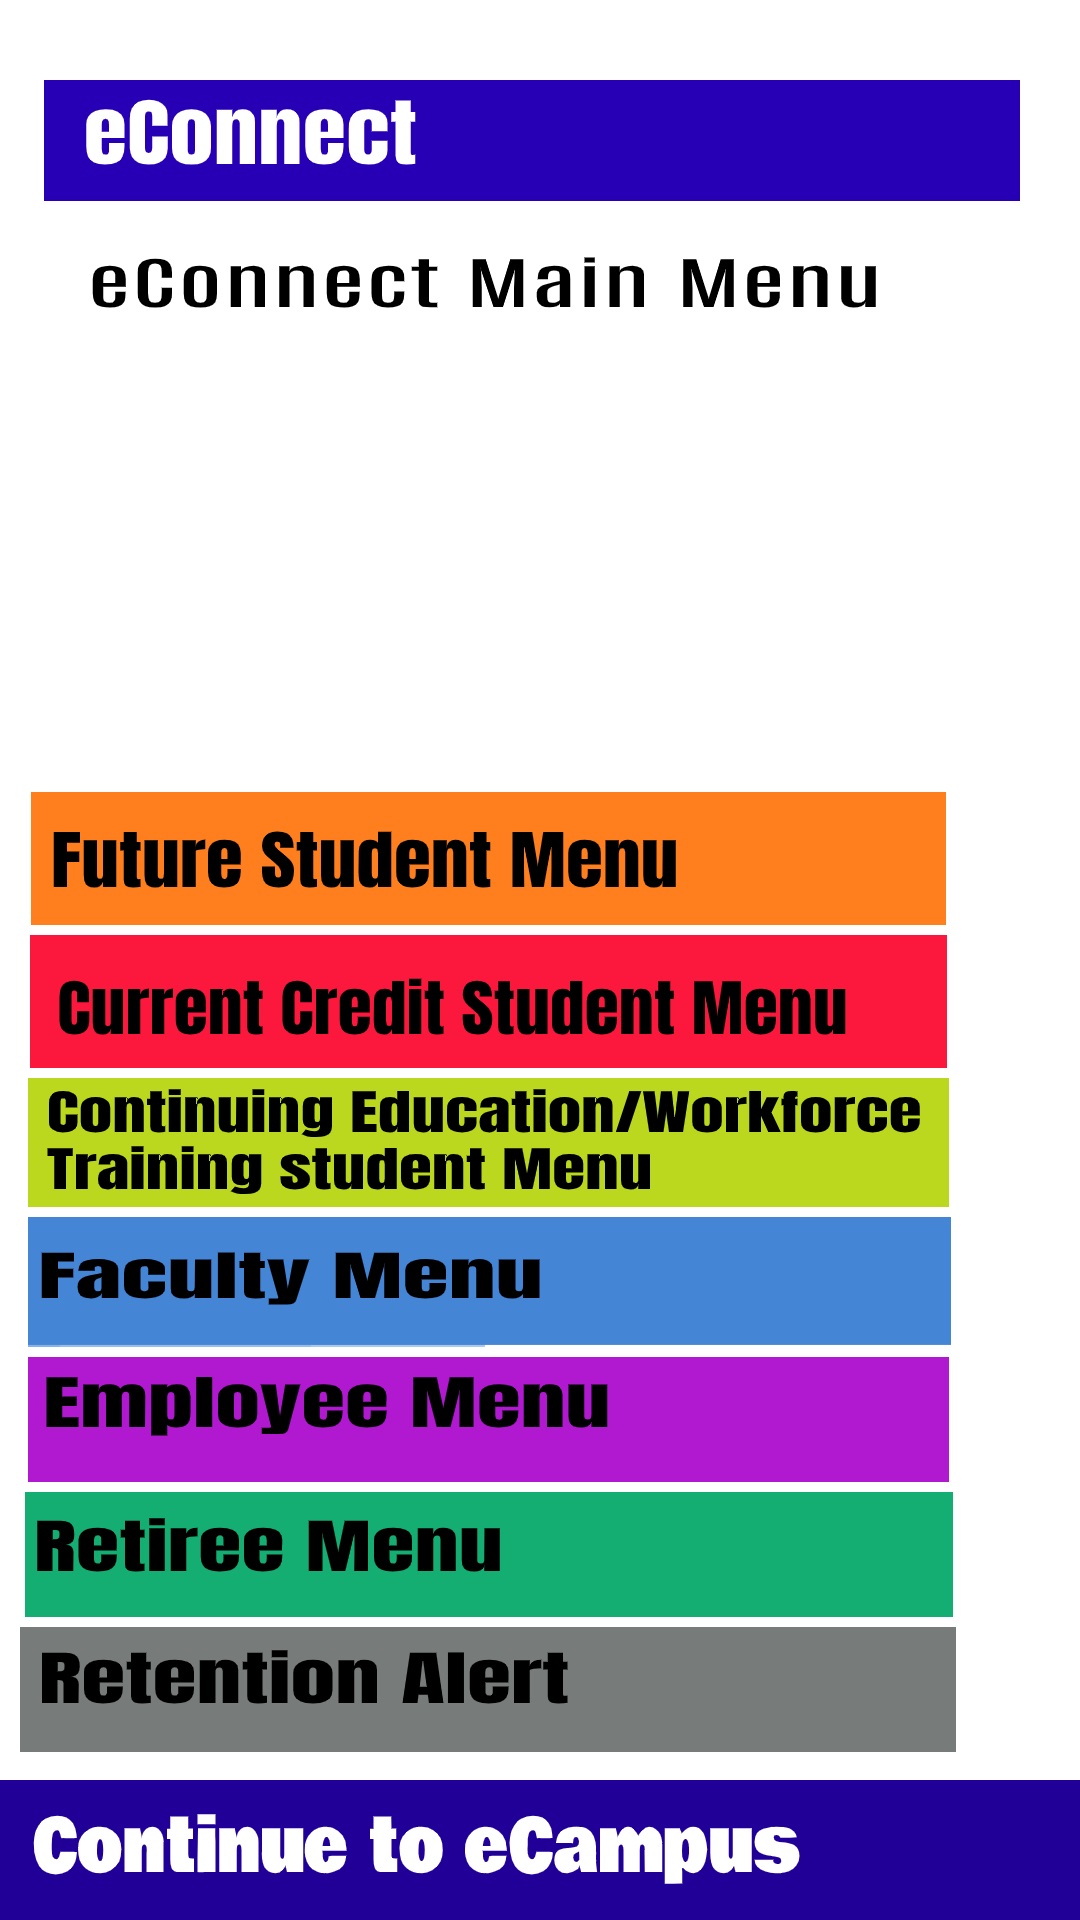 eConnect
eConnect Main Menu
Future Student Menu
Current Credit Student Menu
Continuing Education/Workforce
Training student Menu
Faculty Menu
Employee Menu
Retiree Menu
Retention Alert
Continue to eCampus